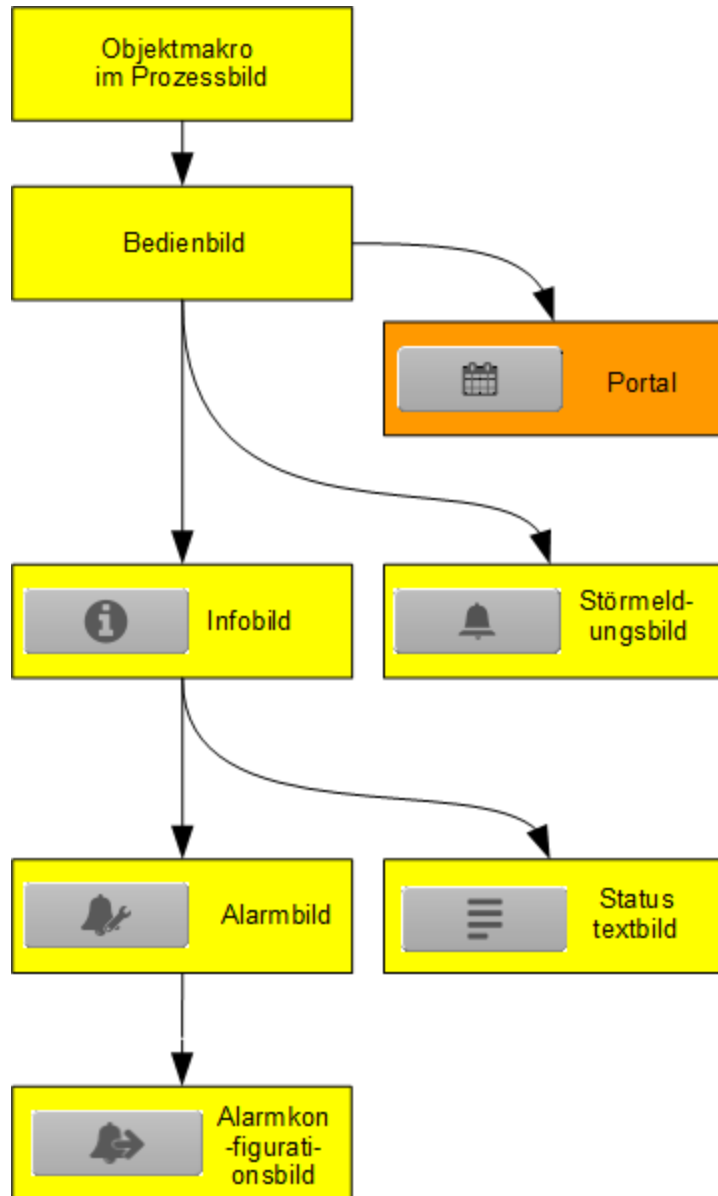 Objektmakro
im Prozessbild
Bedienbild
Portal
Infobild
Störmeld-
ungsbild
Alarmbild
Status
textbild
Alarmkon
-figurati-
onsbild